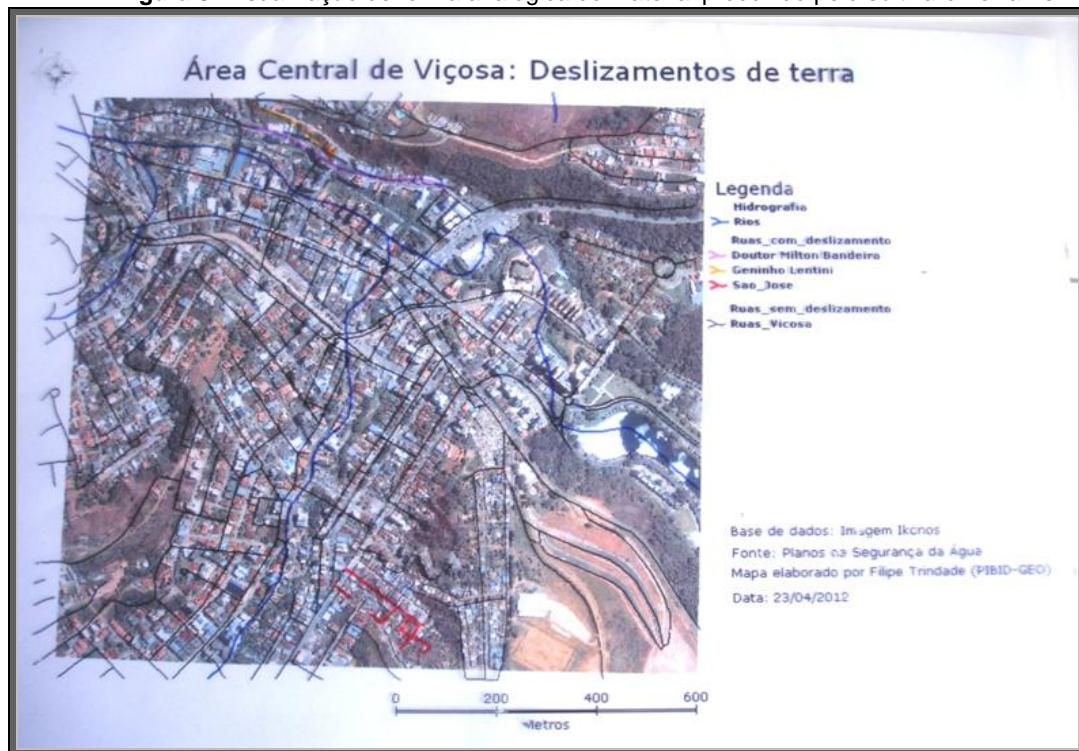 Área Central de Viçosa: Deslizamentos de terra
Legenda
Hidrografia
Rios
Ruas_com_deslizamento
Doutor Milton Bandeira
Geninho Lentini
Sao_Jose
Ruas_sem_deslizamento
Ruas_Vicosa
Base de dados: Imagem Ikonos
Fonte: Planos na Segurança da Água
Mapa elaborado por Filipe Trindade (PIBID-GEO)
Data: 23/04/2012
0 200 400 600
Metros